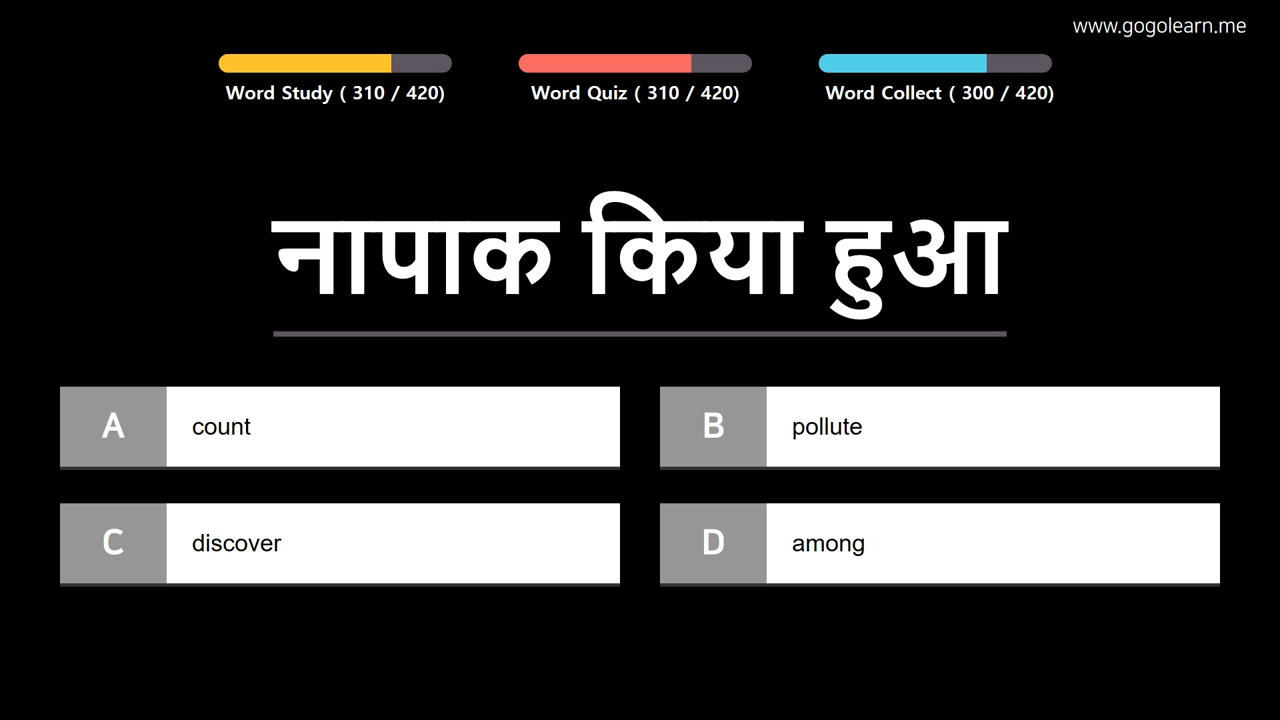 www.gogolearn.me
Word Study ( 310 / 420)
Word Quiz ( 310 / 420)
Word Collect ( 300 / 420)
नापाक किया हुआ
A count
B pollute
C discover
D among